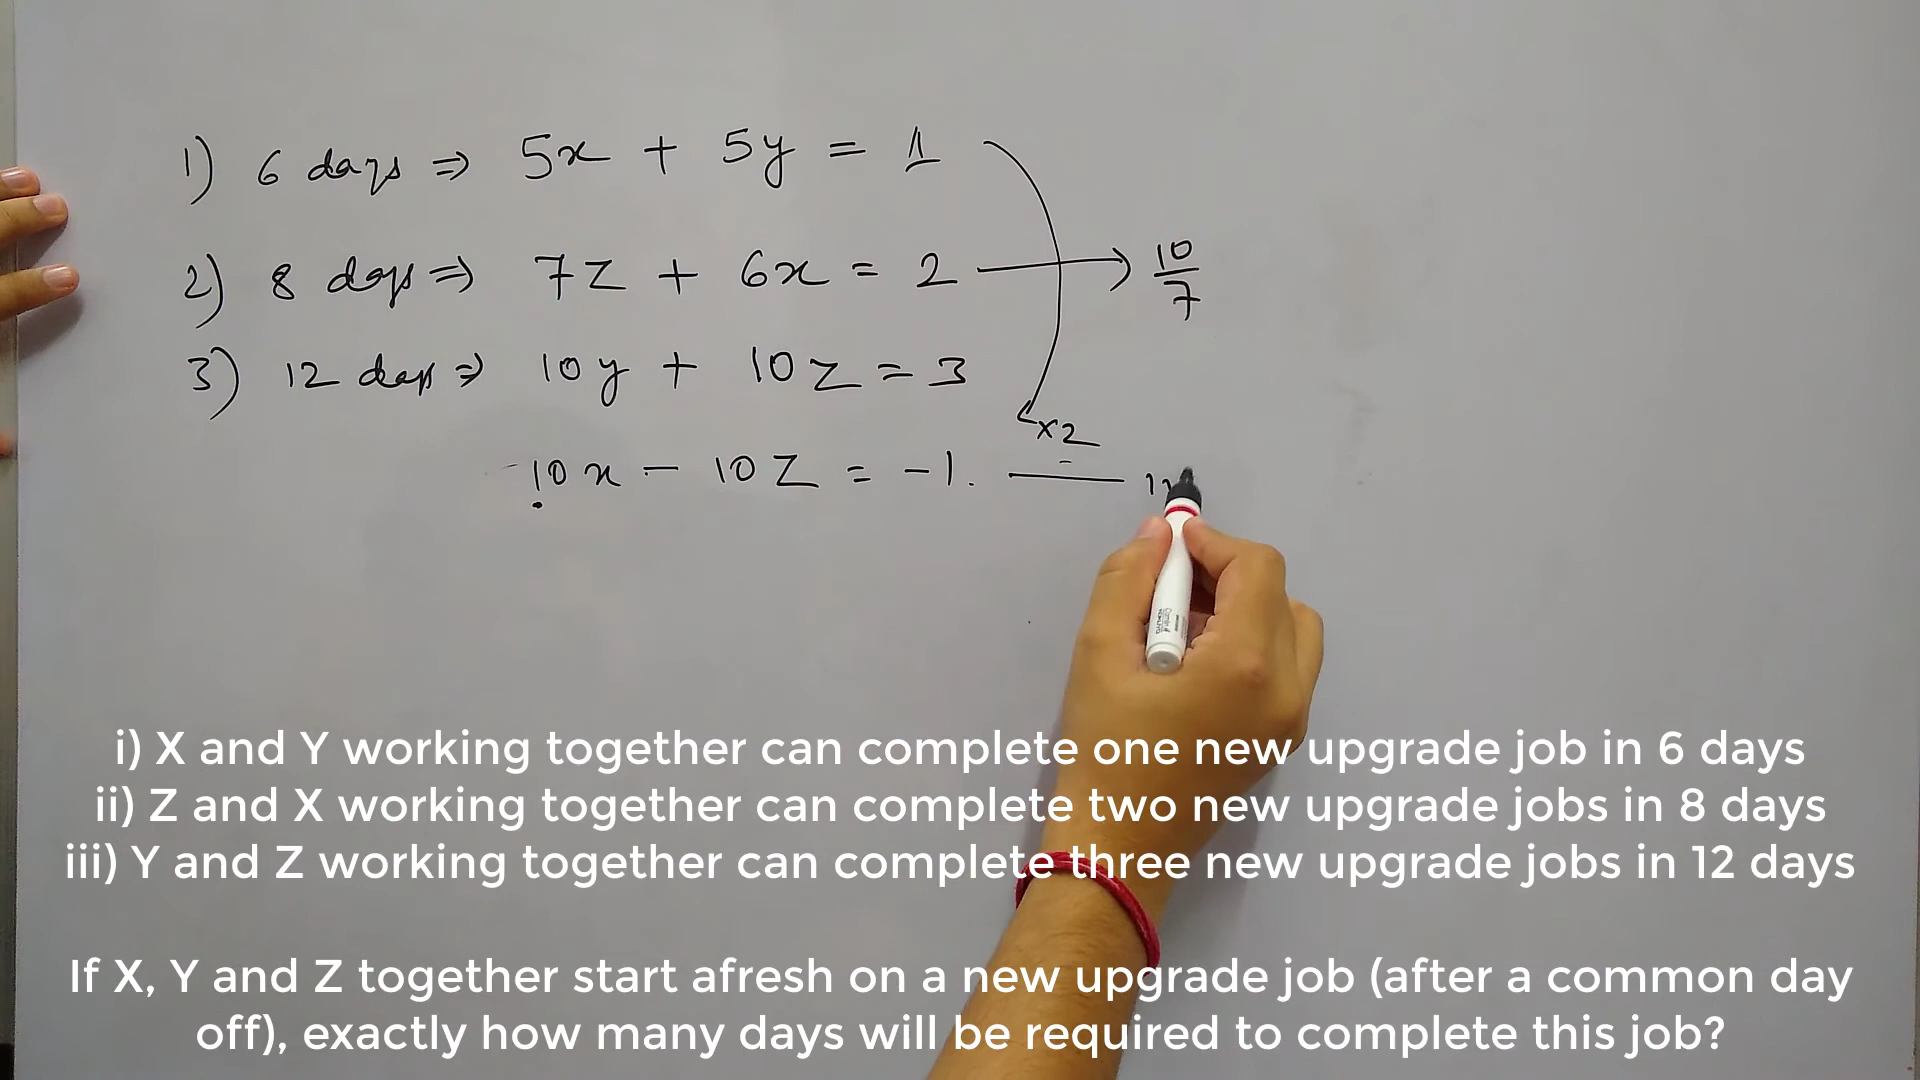 1) 6 days ⇒ 5x + 5y = 1
2) 8 days ⇒ 7Z + 6x = 2 → 10/7
3) 12 days ⇒ 10y + 10Z = 3
x2
10x - 10Z = -1.
i) X and Y working together can complete one new upgrade job in 6 days
ii) Z and X working together can complete two new upgrade jobs in 8 days
iii) Y and Z working together can complete three new upgrade jobs in 12 days
If X, Y and Z together start afresh on a new upgrade job (after a common day
off), exactly how many days will be required to complete this job?